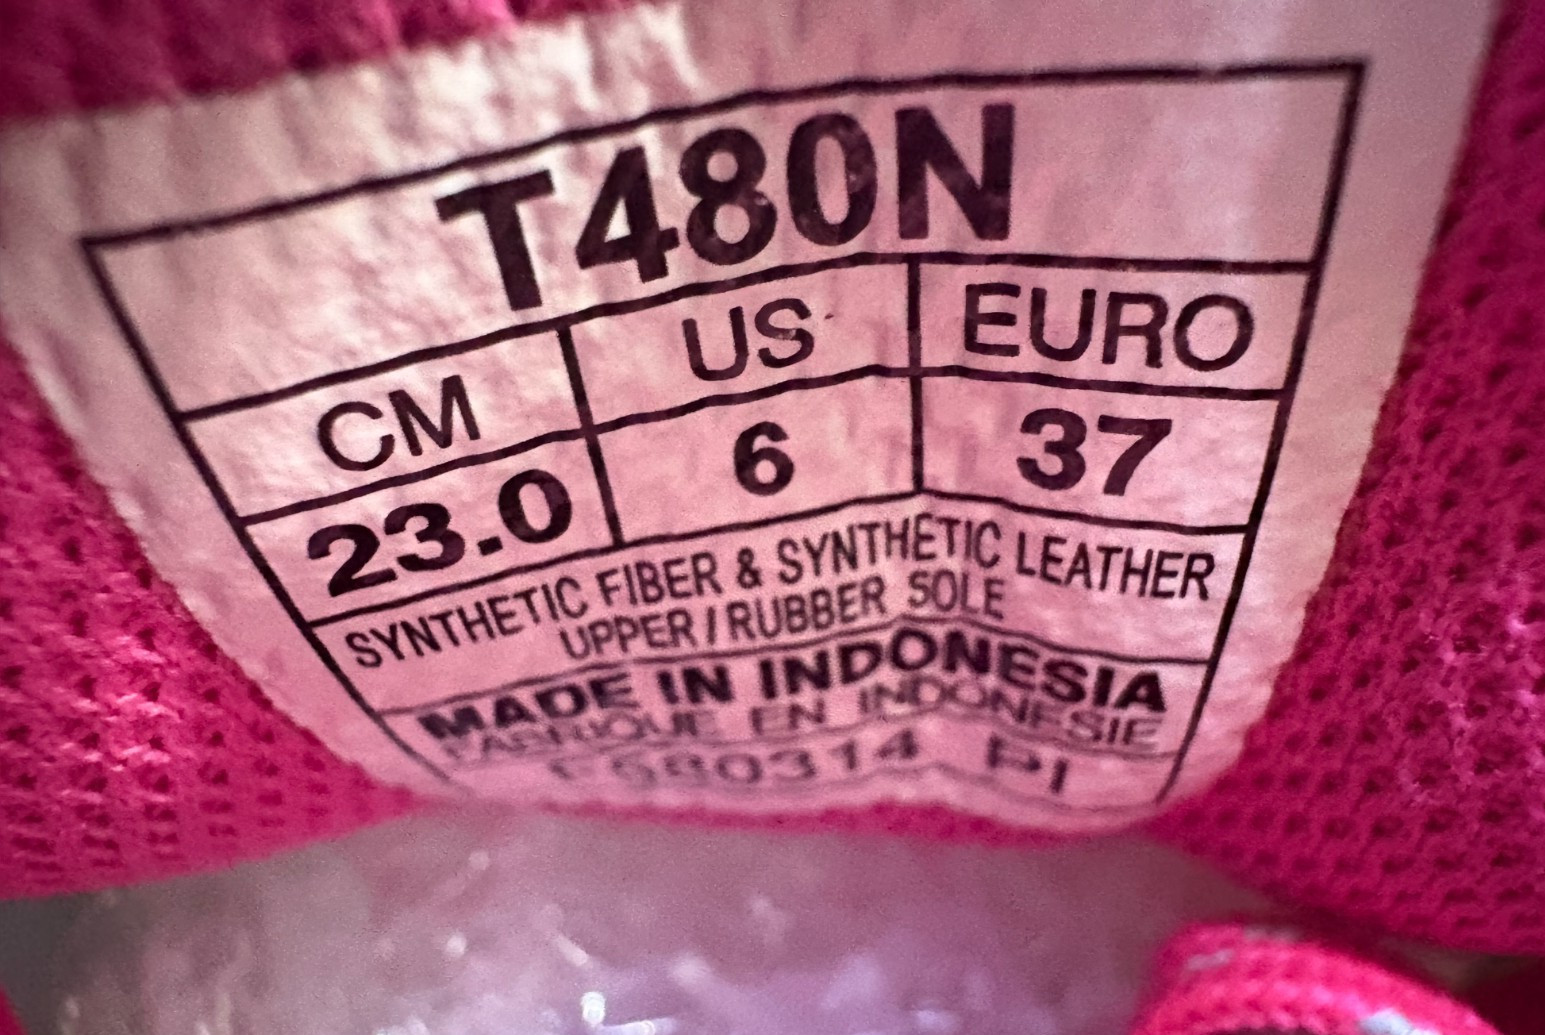 T480N
CM US EURO
23.0 6 37
SYNTHETIC FIBER & SYNTHETIC LEATHER
UPPER / RUBBER SOLE
MADE IN INDONESIA
FABRIQUE EN INDONESIE
PI